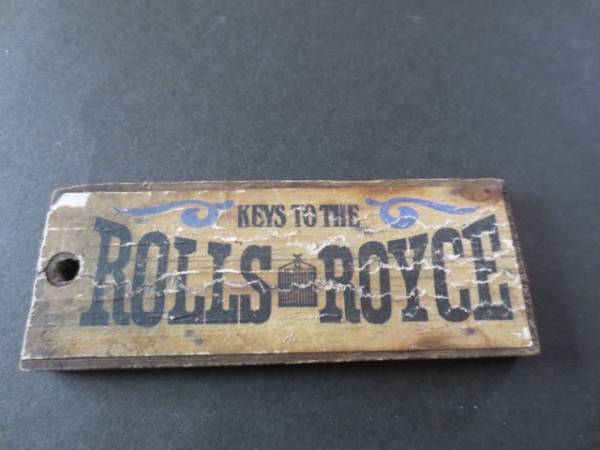 KEYS TO THE
ROLLS ROYCE